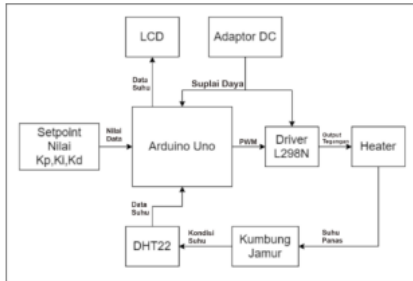 LCD
Adaptor DC
Data
Suhu
Suplai Daya
Setpoint
Nilai
Kp,Ki,Kd
Nilai
Data
Arduino Uno
PWM
Driver
L298N
Output
Tegangan
Heater
Data
Suhu
DHT22
Kondisi
Suhu
Kumbung
Jamur
Suhu
Panas